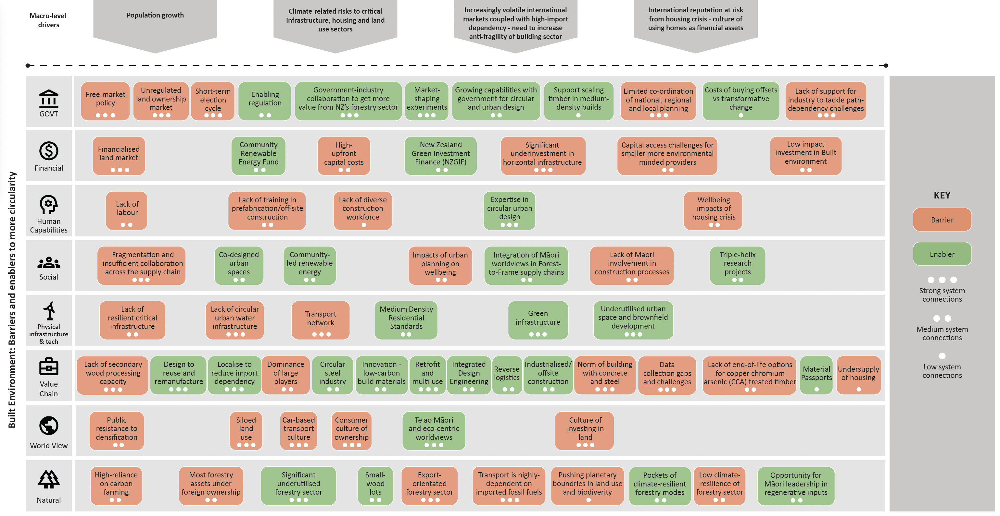 Macro-level
drivers
Population growth
Climate-related risks to critical
infrastructure, housing and land
use sectors
Increasingly volatile international
markets coupled with high-import
dependency - need to increase
anti-fragility of building sector
International reputation at risk
from housing crisis - culture of
using homes as financial assets
Built Environment: Barriers and enablers to more circularity
GOVT
Free-market
policy
Unregulated
land ownership
market
Short-term
election
cycle
Enabling
regulation
Government-industry
collaboration to get more
value from NZ's forestry sector
Market-
shaping
experiments
Growing capabilities with
government for circular
and urban design
Support scaling
timber in medium-
density builds
Limited co-ordination
of national, regional
and local planning
Costs of buying offsets
vs transformative
change
Lack of support for
industry to tackle path-
dependency challenges
Financial
Financialised
land market
Community
Renewable
Energy Fund
High-
upfront
capital costs
New Zealand
Green Investment
Finance (NZGIF)
Significant
underinvestment in
horizontal infrastructure
Capital access challenges for
smaller more environmental
minded providers
Low impact
investment in Built
environment
Human
Capabilities
Lack of
labour
Lack of training in
prefabrication/off-site
construction
Lack of diverse
construction
workforce
Expertise in
circular urban
design
Wellbeing
impacts of
housing crisis
Social
Fragmentation and
insufficient collaboration
across the supply chain
Co-designed
urban
spaces
Community-
led renewable
energy
Impacts of urban
planning on
wellbeing
Integration of Māori
worldviews in Forest-
to-Frame supply chains
Lack of Māori
involvement in
construction processes
Triple-helix
research
projects
Physical
infrastructure
& tech
Lack of
resilient critical
infrastructure
Lack of circular
urban water
infrastructure
Transport
network
Medium Density
Residential
Standards
Green
infrastructure
Underutilised urban
space and brownfield
development
Value
Chain
Lack of secondary
wood processing
capacity
Design to
reuse and
remanufacture
Localise to
reduce import
dependency
Dominance
of large
players
Circular
steel
industry
Innovation -
low-carbon
build materials
Retrofit
and
multi-use
Integrated
Design
Engineering
Reverse
logistics
Industrialised/
offsite
construction
Norm of building
with concrete
and steel
Data
collection gaps
and challenges
Lack of end-of-life options
for copper chromium
arsenic (CCA) treated timber
Material
Passports
Undersupply
of housing
World View
Public
resistance to
densification
Siloed
land
use
Car-based
transport
culture
Consumer
culture of
ownership
Te ao Māori
and eco-centric
worldviews
Culture of
investing in
land
Natural
High-reliance
on carbon
farming
Most forestry
assets under
foreign ownership
Significant
underutilised
forestry sector
Small-
wood
lots
Export-
orientated
forestry sector
Transport is highly-
dependent on
imported fossil fuels
Pushing planetary
boundries in land use
and biodiverity
Pockets of
climate-resilient
forestry modes
Low climate-
resilience of
forestry sector
Opportunity for
Māori leadership in
regenerative inputs
KEY
Barrier
Enabler
Strong system
connections
Medium system
connections
Low system
connections